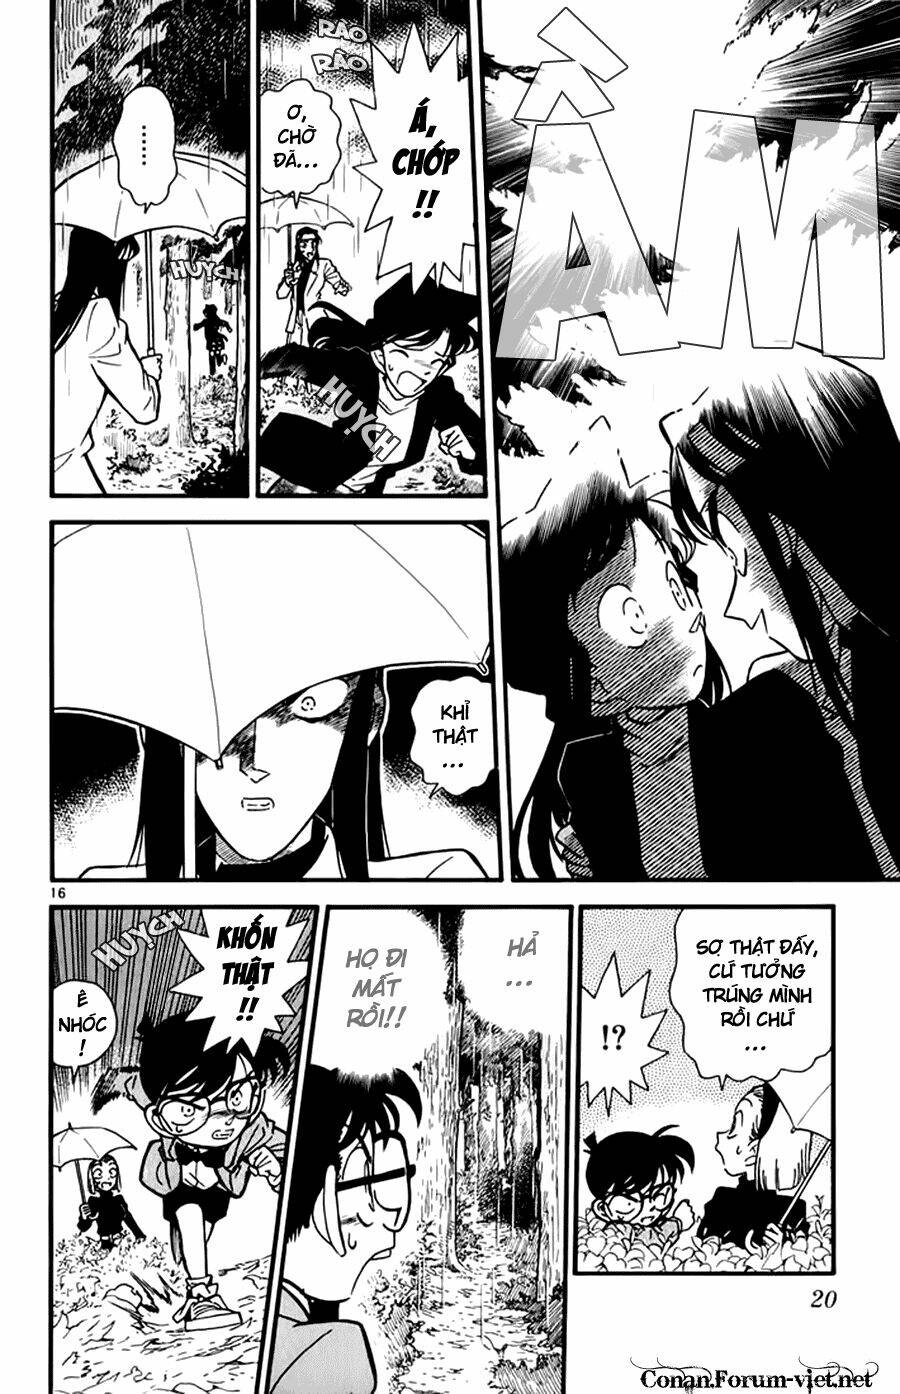 ẦM
Á,
CHỚP
!!
RÀO
RÀO
Ơ,
CHỜ
ĐÃ...
HUỴCH
......
HUỴCH
KHỈ
THẬT
...
16
SỢ THẬT ĐẤY,
CỨ TƯỞNG
TRÚNG MÌNH
RỒI CHỨ
...
!?
HẢ
...
HỌ ĐI
MẤT
RỒI!!
KHỐN
THẬT
!!
HUỴCH
Ê
NHÓC
!
20
Conan.Forum-viet.net